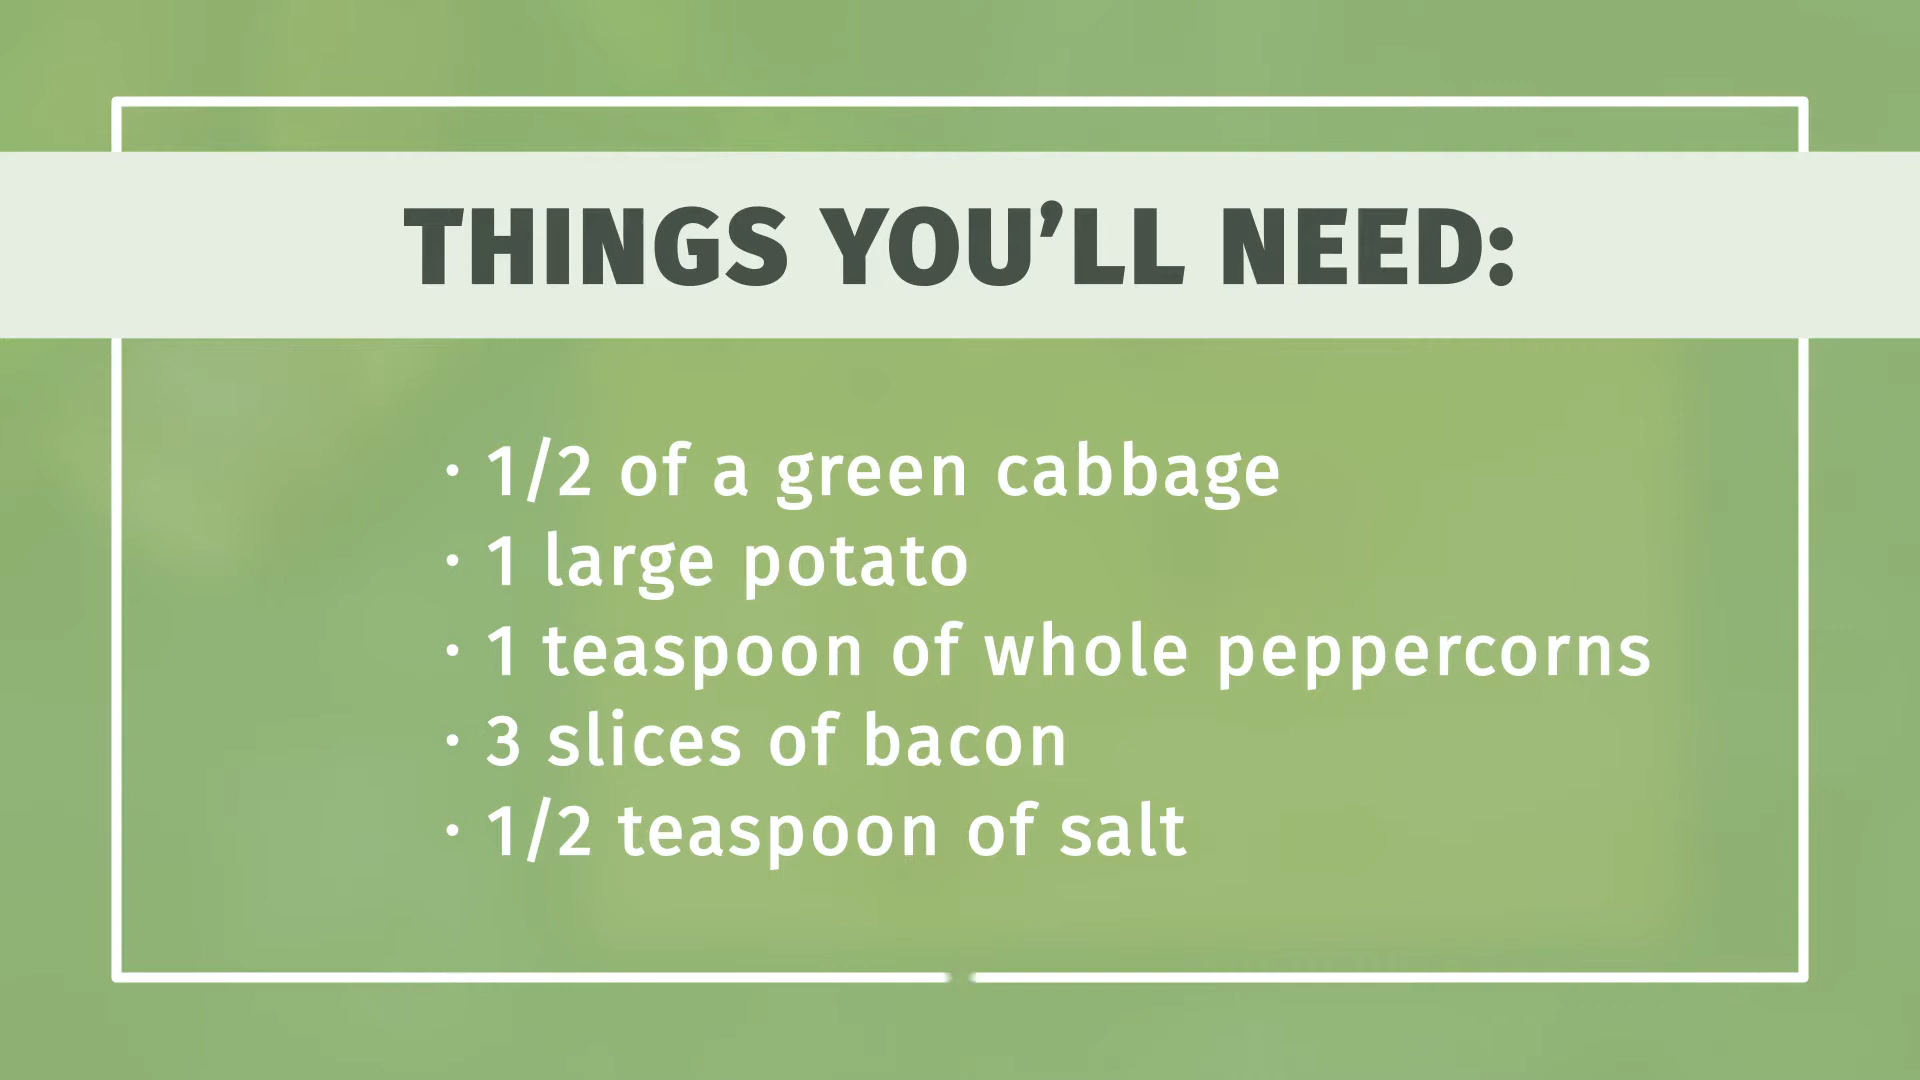 THINGS YOU’LL NEED:
· 1/2 of a green cabbage
· 1 large potato
· 1 teaspoon of whole peppercorns
· 3 slices of bacon
· 1/2 teaspoon of salt